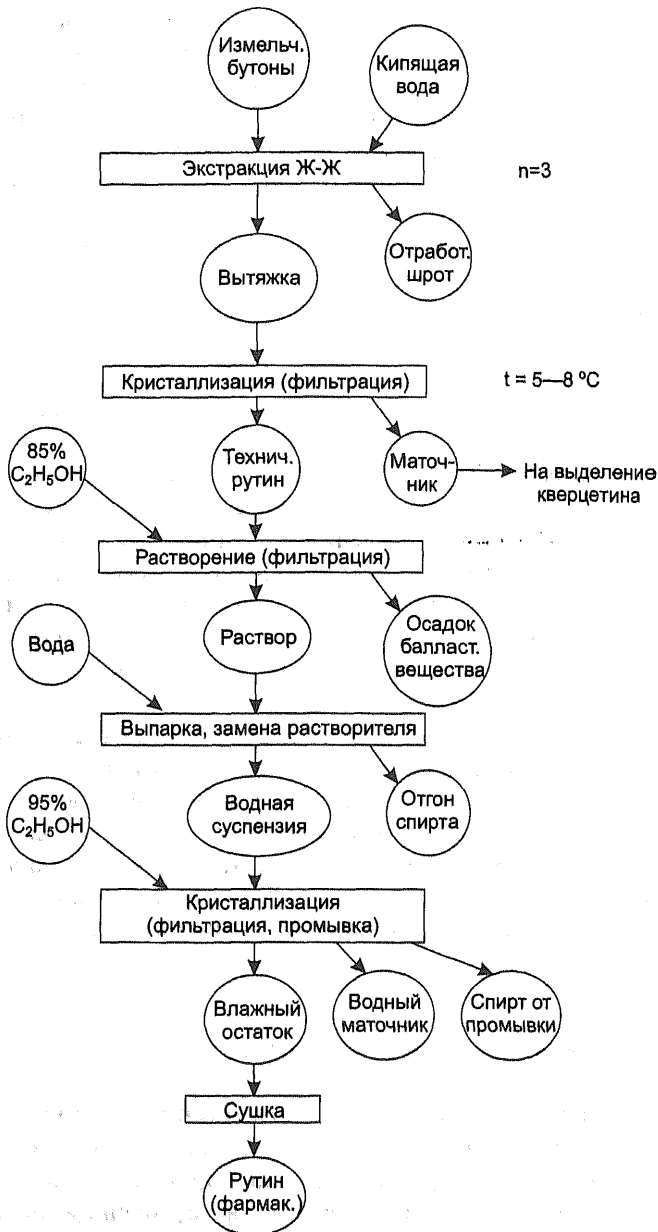 Измельч.
бутоны
Кипящая
вода
Экстракция Ж-Ж
n=3
Вытяжка
Отработ.
шрот
Кристаллизация (фильтрация)
t = 5—8 ºC
85%
C₂H₅OH
Технич.
рутин
Маточ-
ник
На выделение
кверцетина
Растворение (фильтрация)
Вода
Раствор
Осадок
балласт.
вещества
Выпарка, замена растворителя
95%
C₂H₅OH
Водная
суспензия
Отгон
спирта
Кристаллизация
(фильтрация, промывка)
Влажный
остаток
Водный
маточник
Спирт от
промывки
Сушка
Рутин
(фармак.)